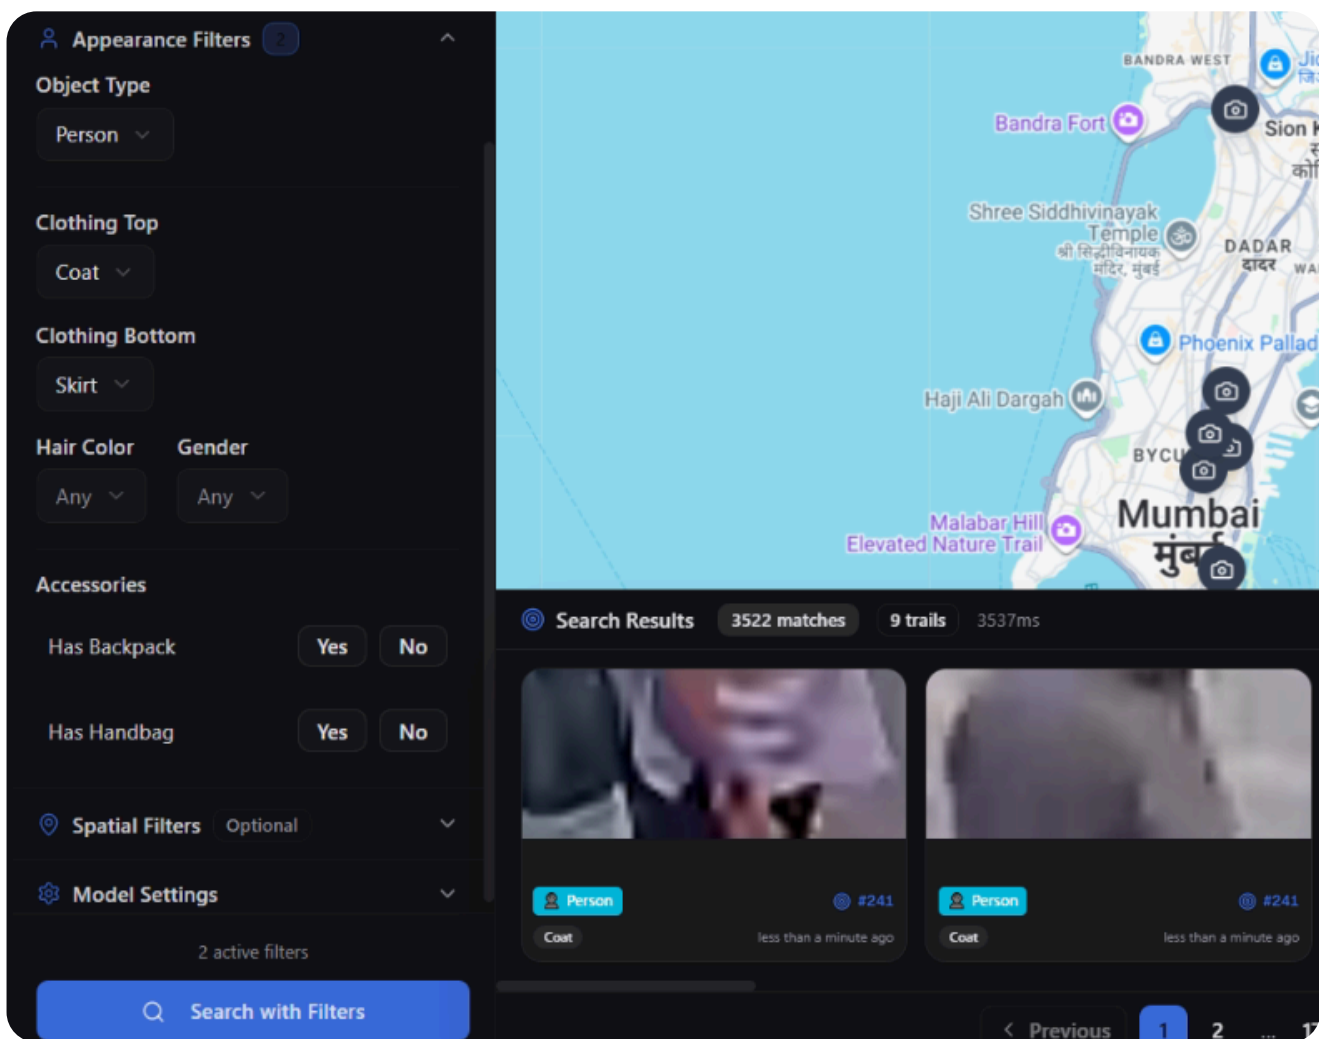 Appearance Filters 2
Object Type
Person
Clothing Top
Coat
Clothing Bottom
Skirt
Hair Color Gender
Any Any
Accessories
Has Backpack Yes No
Has Handbag Yes No
Spatial Filters Optional
Model Settings
2 active filters
Search with Filters
BANDRA WEST
Bandra Fort
Sion
Shree Siddhivinayak
Temple
श्री सिद्धीविनायक
मंदिर, मुंबई
DADAR
दादर
Phoenix Pallad
Haji Ali Dargah
BYCU
Malabar Hill
Elevated Nature Trail
Mumbai
Search Results 3522 matches 9 trails 3537ms
Person #241
Coat less than a minute ago
Person #241
Coat less than a minute ago
Previous 1 2 ...